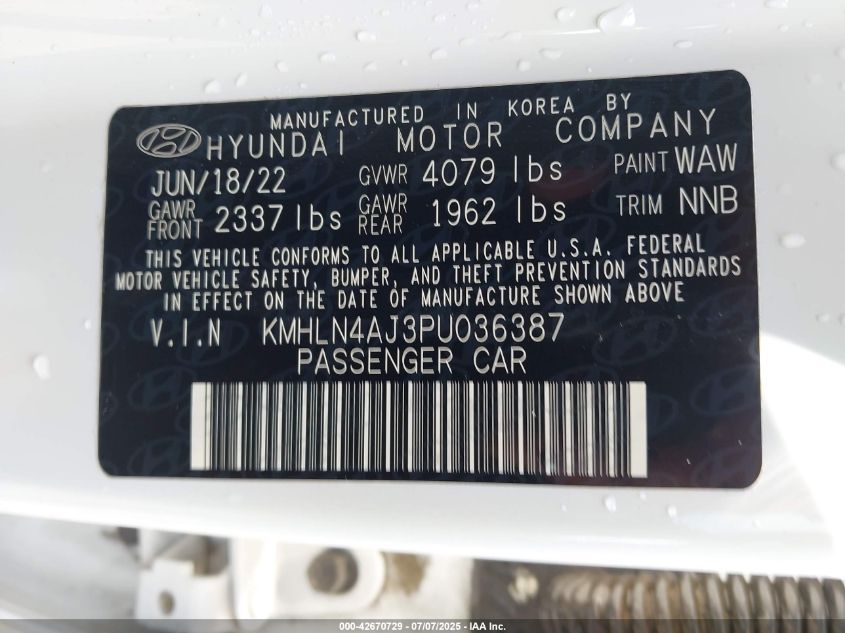 MANUFACTURED IN KOREA BY
HYUNDAI MOTOR COMPANY
JUN/18/22 GVWR 4079 lbs PAINT WAW
GAWR FRONT 2337 lbs GAWR REAR 1962 lbs TRIM NNB
THIS VEHICLE CONFORMS TO ALL APPLICABLE U.S.A. FEDERAL
MOTOR VEHICLE SAFETY, BUMPER, AND THEFT PREVENTION STANDARDS
IN EFFECT ON THE DATE OF MANUFACTURE SHOWN ABOVE
V.I.N KMHLN4AJ3PU036387
PASSENGER CAR
000-42670729 - 07/07/2025 - IAA Inc.